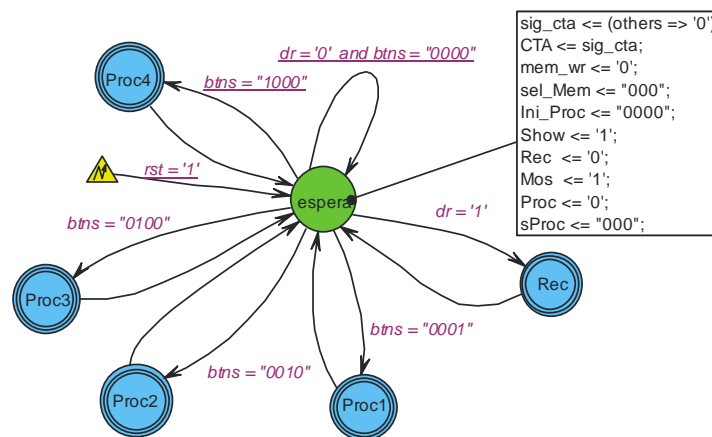 sig_cta <= (others => '0')
CTA <= sig_cta;
mem_wr <= '0';
sel_Mem <= "000";
Ini_Proc <= "0000";
Show <= '1';
Rec <= '0';
Mos <= '1';
Proc <= '0';
sProc <= "000";
dr = '0' and btns = "0000"
Proc4
btns = "1000"
rst = '1'
espera
btns = "0100"
dr = '1'
Proc3
Rec
btns = "0001"
btns = "0010"
Proc2
Proc1